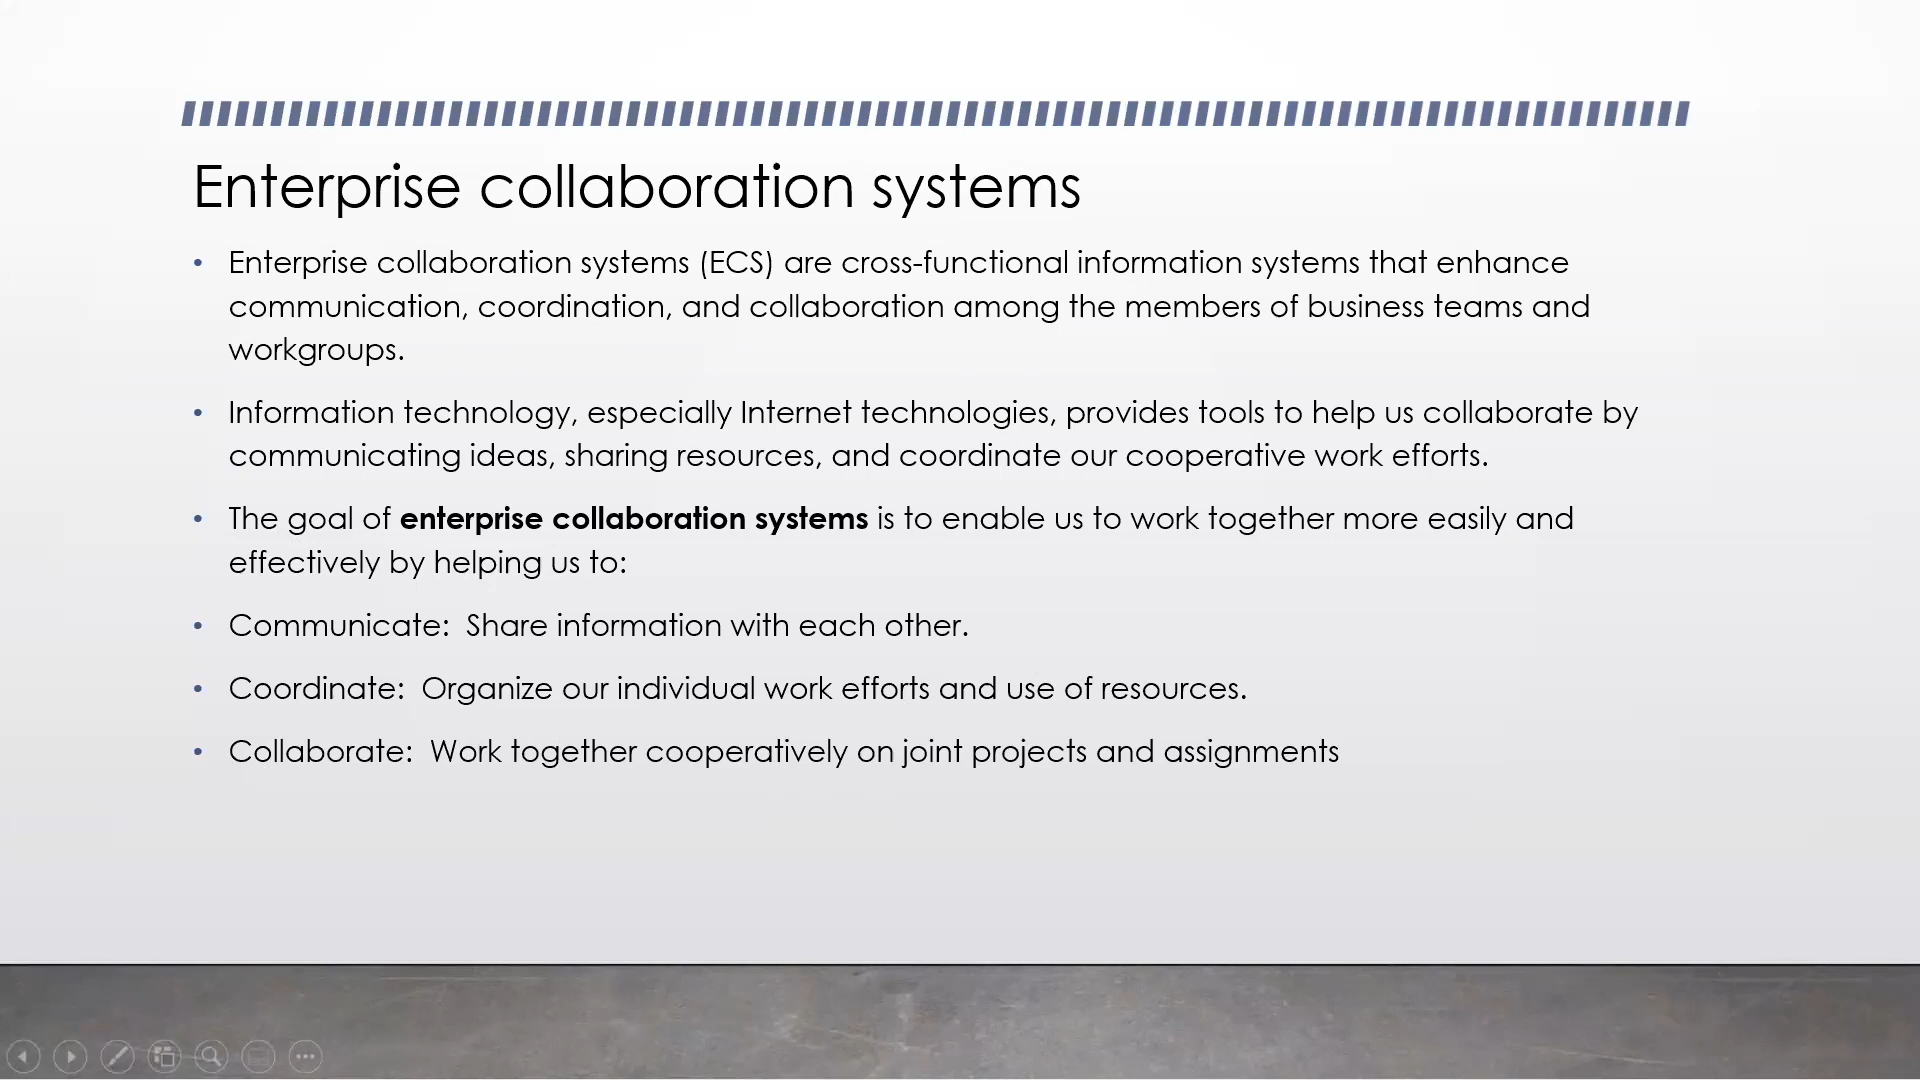 Enterprise collaboration systems
• Enterprise collaboration systems (ECS) are cross-functional information systems that enhance
communication, coordination, and collaboration among the members of business teams and
workgroups.
• Information technology, especially Internet technologies, provides tools to help us collaborate by
communicating ideas, sharing resources, and coordinate our cooperative work efforts.
• The goal of enterprise collaboration systems is to enable us to work together more easily and
effectively by helping us to:
• Communicate:  Share information with each other.
• Coordinate:  Organize our individual work efforts and use of resources.
• Collaborate:  Work together cooperatively on joint projects and assignments